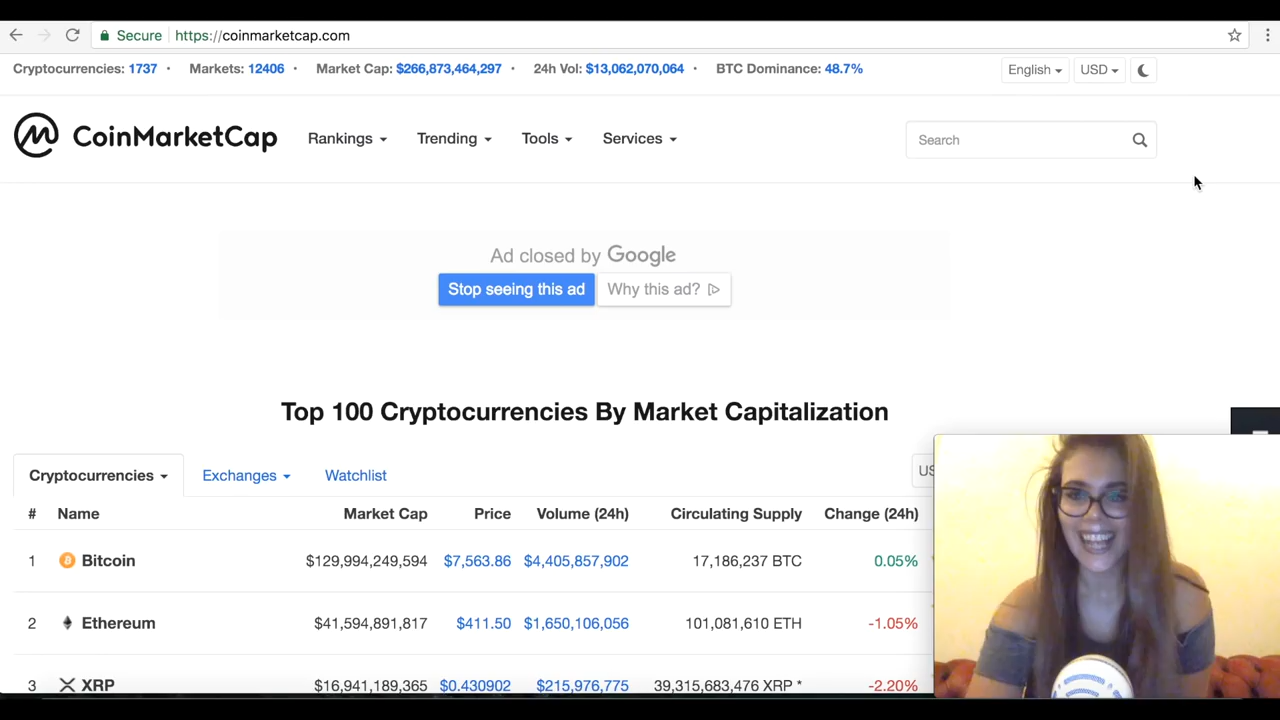 Secure https://coinmarketcap.com
Cryptocurrencies: 1737 • Markets: 12406 • Market Cap: $266,873,464,297 • 24h Vol: $13,062,070,064 • BTC Dominance: 48.7% English USD
CoinMarketCap Rankings Trending Tools Services Search
Ad closed by Google
Stop seeing this ad Why this ad?
Top 100 Cryptocurrencies By Market Capitalization
Cryptocurrencies Exchanges Watchlist
# Name Market Cap Price Volume (24h) Circulating Supply Change (24h)
1 Bitcoin $129,994,249,594 $7,563.86 $4,405,857,902 17,186,237 BTC 0.05%
2 Ethereum $41,594,891,817 $411.50 $1,650,106,056 101,081,610 ETH -1.05%
3 XRP $16,941,189,365 $0.430902 $215,976,775 39,315,683,476 XRP * -2.20%